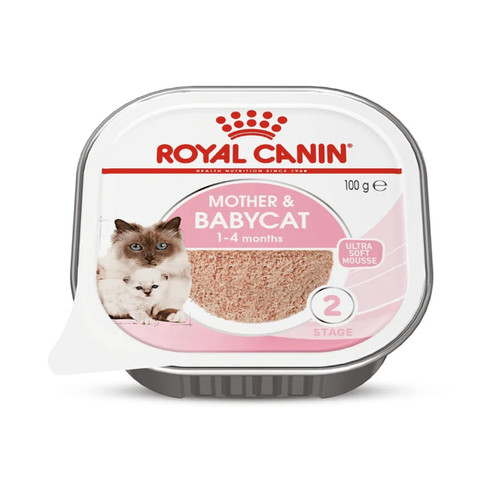 ROYAL CANIN®
HEALTH NUTRITION SINCE 1968
100 g ℮
MOTHER &
BABYCAT
1-4 months
ULTRA
SOFT
MOUSSE
2
STAGE